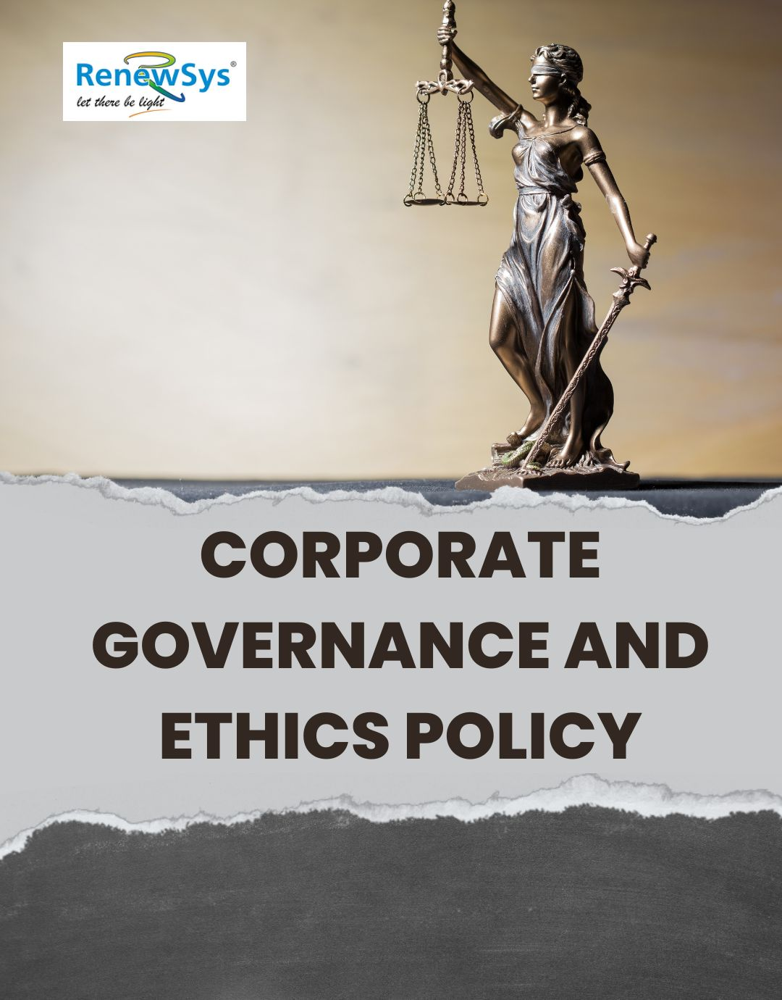 RenewSys®
let there be light
CORPORATE
GOVERNANCE AND
ETHICS POLICY